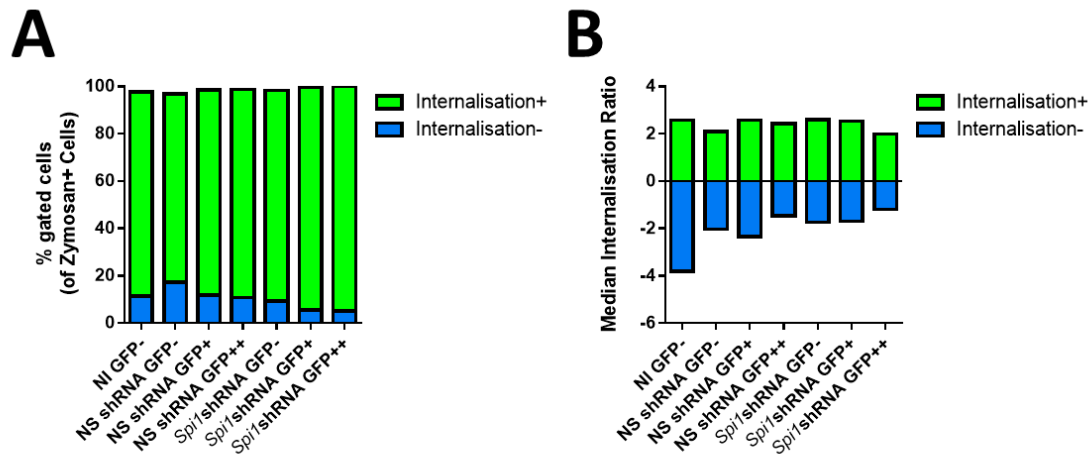 A
% gated cells
(of Zymosan+ Cells)
100
80
60
40
20
0
NI GFP-
NS shRNA GFP-
NS shRNA GFP+
NS shRNA GFP++
Spi1shRNA GFP-
Spi1shRNA GFP+
Spi1shRNA GFP++
Internalisation+
Internalisation-
B
Median Internalisation Ratio
4
2
0
-2
-4
-6
NI GFP-
NS shRNA GFP-
NS shRNA GFP+
NS shRNA GFP++
Spi1shRNA GFP-
Spi1shRNA GFP+
Spi1shRNA GFP++
Internalisation+
Internalisation-